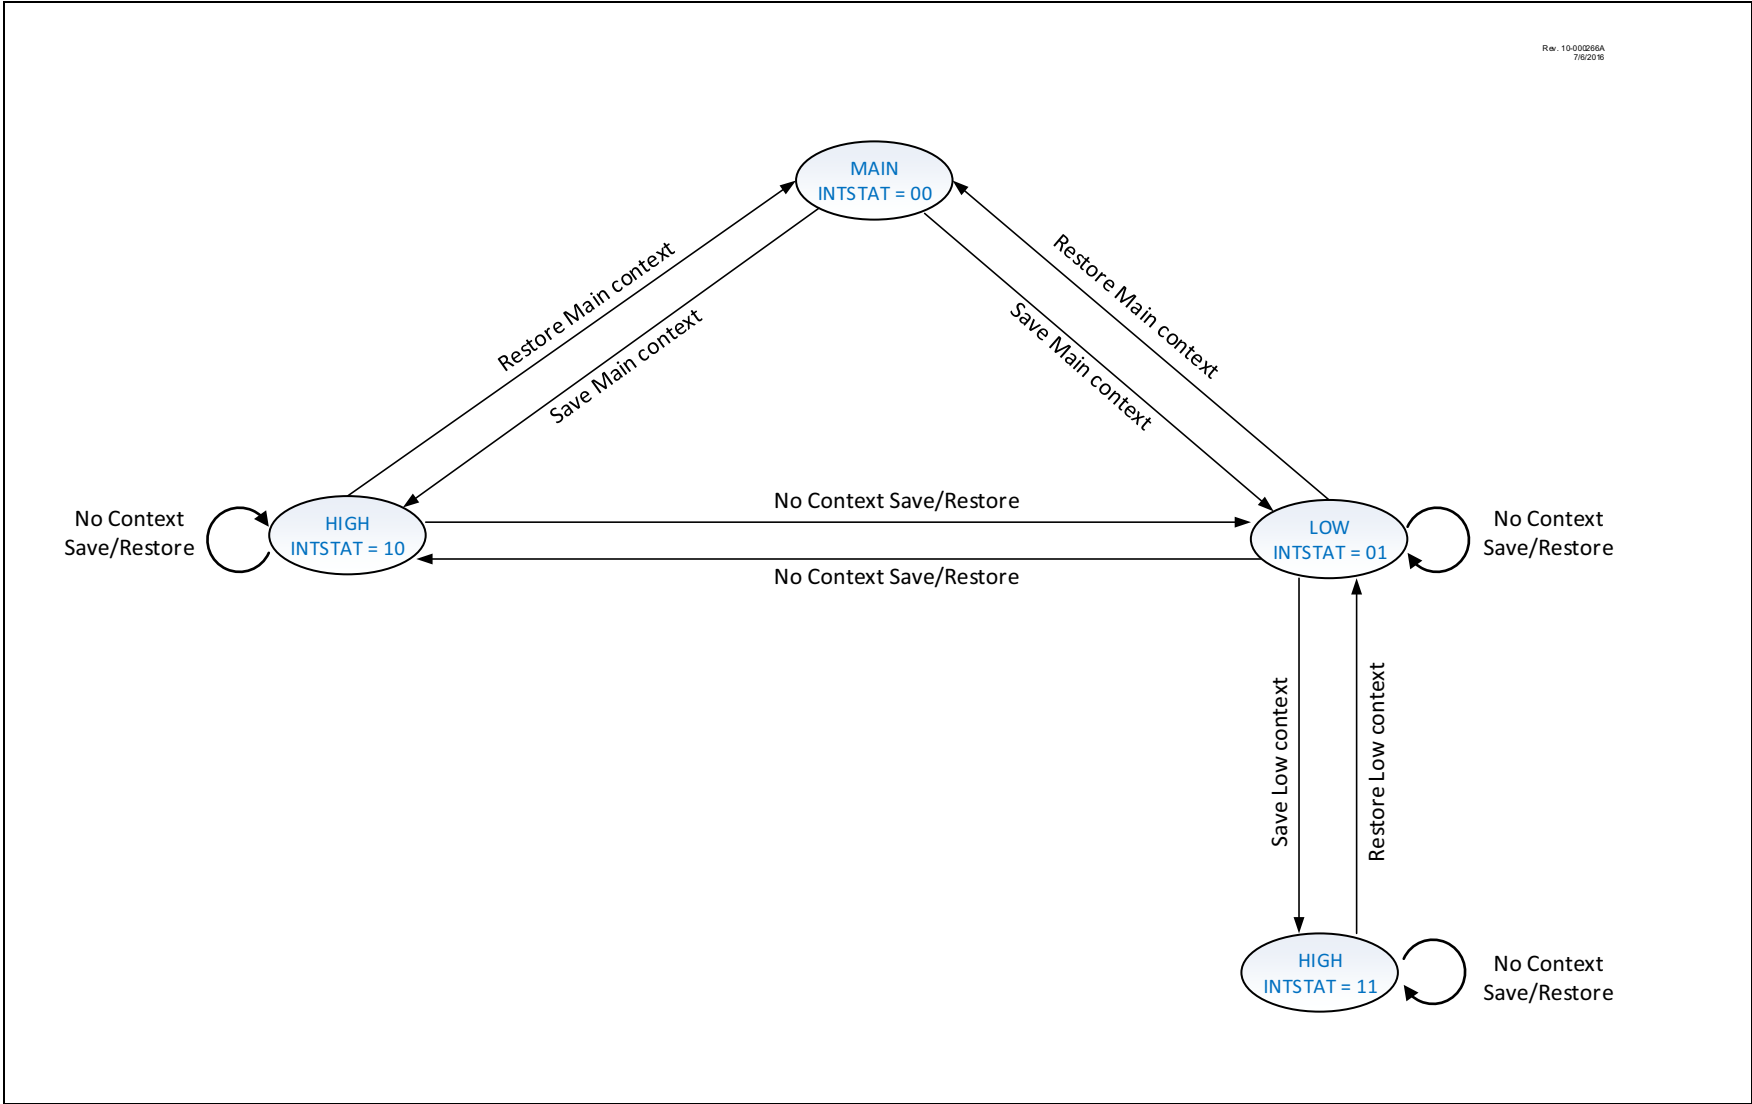 Rev. 10-000266A
7/6/2016
MAIN
INTSTAT = 00
Restore Main context
Save Main context
Save Main context
Restore Main context
No Context
Save/Restore
HIGH
INTSTAT = 10
No Context Save/Restore
No Context Save/Restore
LOW
INTSTAT = 01
No Context
Save/Restore
Save Low context
Restore Low context
HIGH
INTSTAT = 11
No Context
Save/Restore